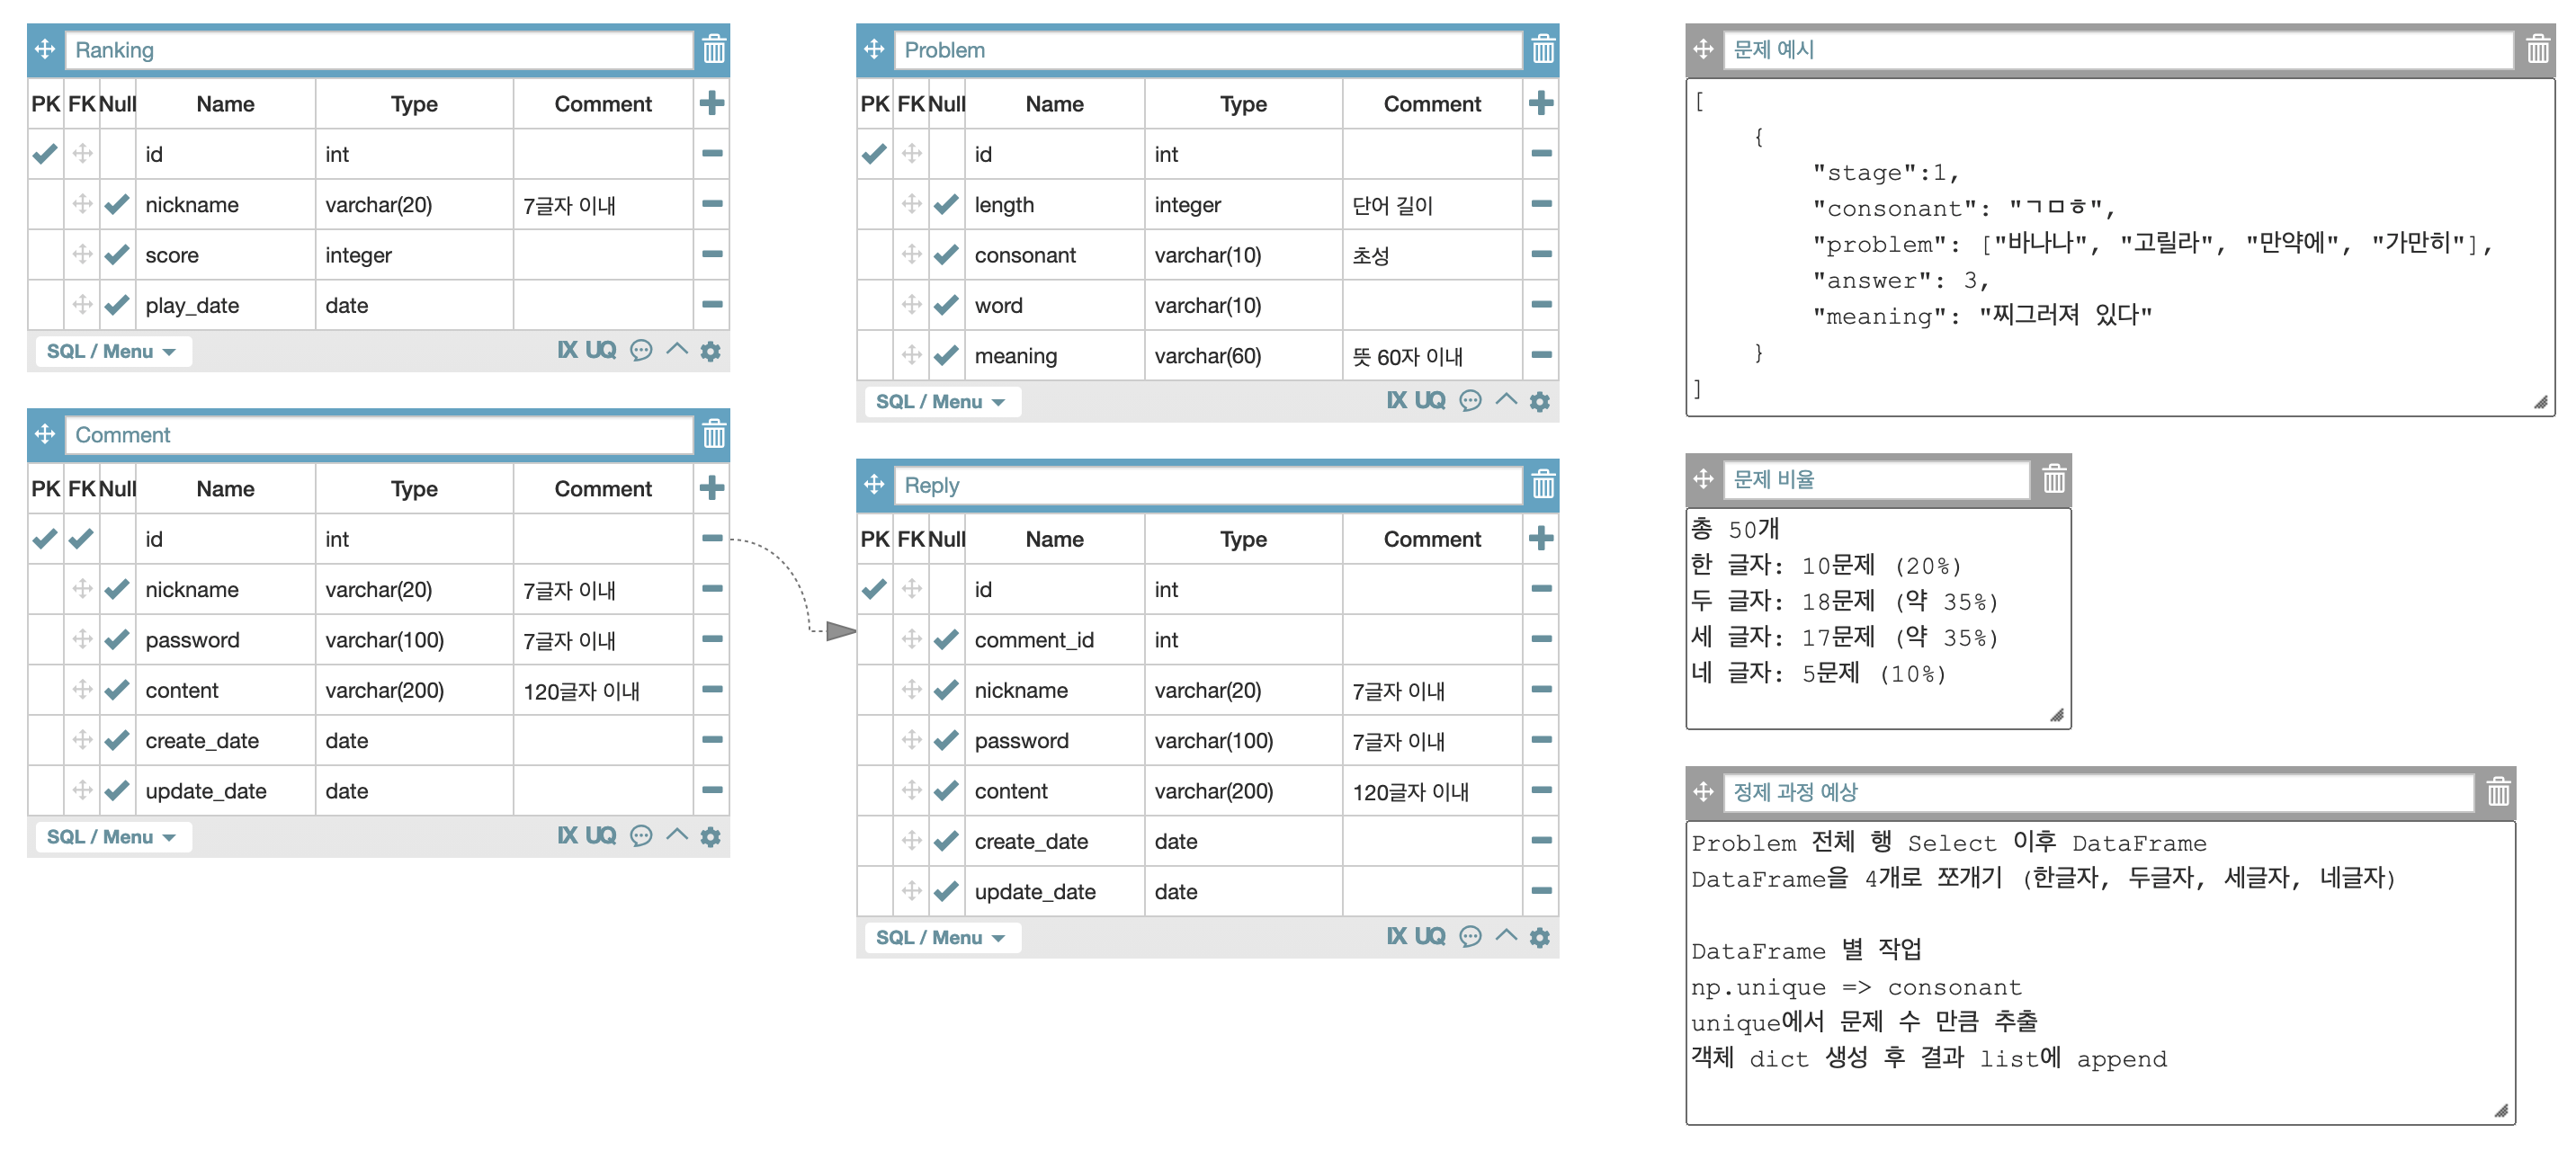 Ranking
PK FK Null Name Type Comment
id int
nickname varchar(20) 7글자 이내
score integer
play_date date
SQL / Menu IX UQ
Comment
PK FK Null Name Type Comment
id int
nickname varchar(20) 7글자 이내
password varchar(100) 7글자 이내
content varchar(200) 120글자 이내
create_date date
update_date date
SQL / Menu IX UQ
Problem
PK FK Null Name Type Comment
id int
length integer 단어 길이
consonant varchar(10) 초성
word varchar(10)
meaning varchar(60) 뜻 60자 이내
SQL / Menu IX UQ
Reply
PK FK Null Name Type Comment
id int
comment_id int
nickname varchar(20) 7글자 이내
password varchar(100) 7글자 이내
content varchar(200) 120글자 이내
create_date date
update_date date
SQL / Menu IX UQ
문제 예시
[
{
"stage":1,
"consonant": "ㄱㅁㅎ",
"problem": ["바나나", "고릴라", "만약에", "가만히"],
"answer": 3,
"meaning": "찌그러져 있다"
}
]
문제 비율
총 50개
한 글자: 10문제 (20%)
두 글자: 18문제 (약 35%)
세 글자: 17문제 (약 35%)
네 글자: 5문제 (10%)
정제 과정 예상
Problem 전체 행 Select 이후 DataFrame
DataFrame을 4개로 쪼개기 (한글자, 두글자, 세글자, 네글자)
DataFrame 별 작업
np.unique => consonant
unique에서 문제 수 만큼 추출
객체 dict 생성 후 결과 list에 append